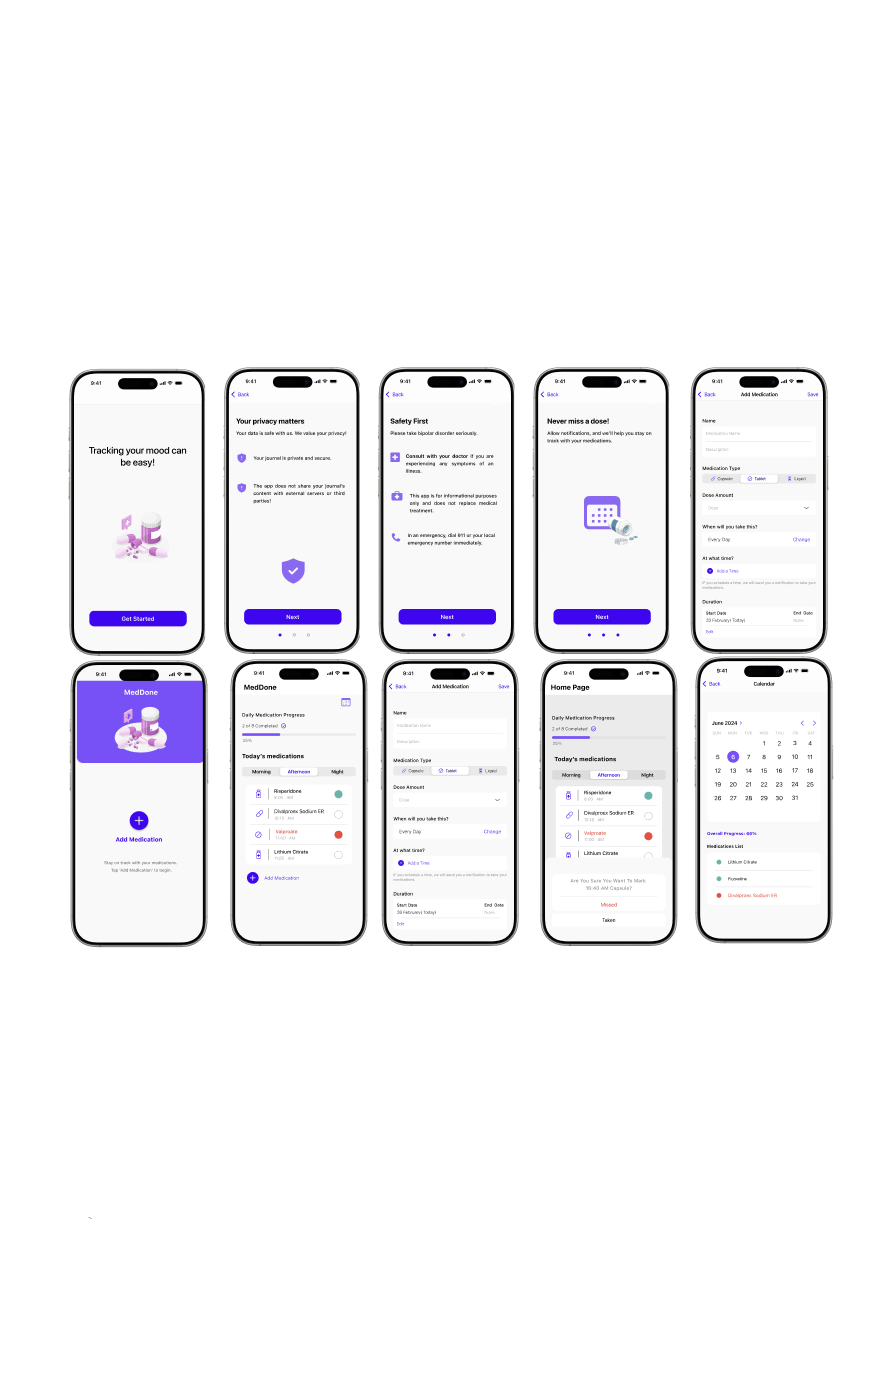 9:41
Tracking your mood can
be easy!
Get Started
9:41
Back
Your privacy matters
Your data is safe with us. We value your privacy!
Your journal is private and secure.
The app does not share your journal's
content with external servers or third
parties!
Next
9:41
Back
Safety First
Please take bipolar disorder seriously.
Consult with your doctor if you are
experiencing any symptoms of an
illness.
This app is for informational purposes
only and does not replace medical
treatment.
in an emergency, dial 911 or your local
emergency number immediately.
Next
9:41
Back
Never miss a dose!
Allow notifications, and we'll help you stay on
track with your medications.
Next
9:41
Back Add Medication Save
Name
Medication Name
Description
Medication Type
Capsule Tablet Liquid
Dose Amount
Dose
When will you take this?
Every Day Change
At what time?
Add a Time
If you schedule a time, we will send you a notification to take your
medications.
Duration
Start Date End Date
20 February( Today) None
Edit
9:41
MedDone
Add Medication
Stay on track with your medications.
Tap 'Add Medication' to begin.
9:41
MedDone
Daily Medication Progress
2 of 8 Completed
25%
Today's medications
Morning Afternoon Night
Risperidone
8:00 AM
Divalproex Sodium ER
Valproate
11:00 AM
Lithium Citrate
Add Medication
9:41
Back Add Medication Save
Name
Medication Name
Description
Medication Type
Capsule Tablet Liquid
Dose Amount
Dose
When will you take this?
Every Day Change
At what time?
Add a Time
If you schedule a time, we will send you a notification to take your
medications.
Duration
Start Date End Date
20 February( Today) None
Edit
9:41
Home Page
Daily Medication Progress
2 of 8 Completed
25%
Today's medications
Morning Afternoon Night
Risperidone
8:00 AM
Divalproex Sodium ER
Valproate
11:00 AM
Lithium Citrate
Are You Sure You Want To Mark
10:40 AM Capsule?
Missed
Taken
9:41
Back Calendar
June 2024
SUN MON TUE WED THU FRI SAT
1 2 3 4
5 6 7 8 9 10 11
12 13 14 15 16 17 18
19 20 21 22 23 24 25
26 27 28 29 30 31
Overall Progress: 66%
Medications List
Lithium Citrate
Divalproex Sodium ER